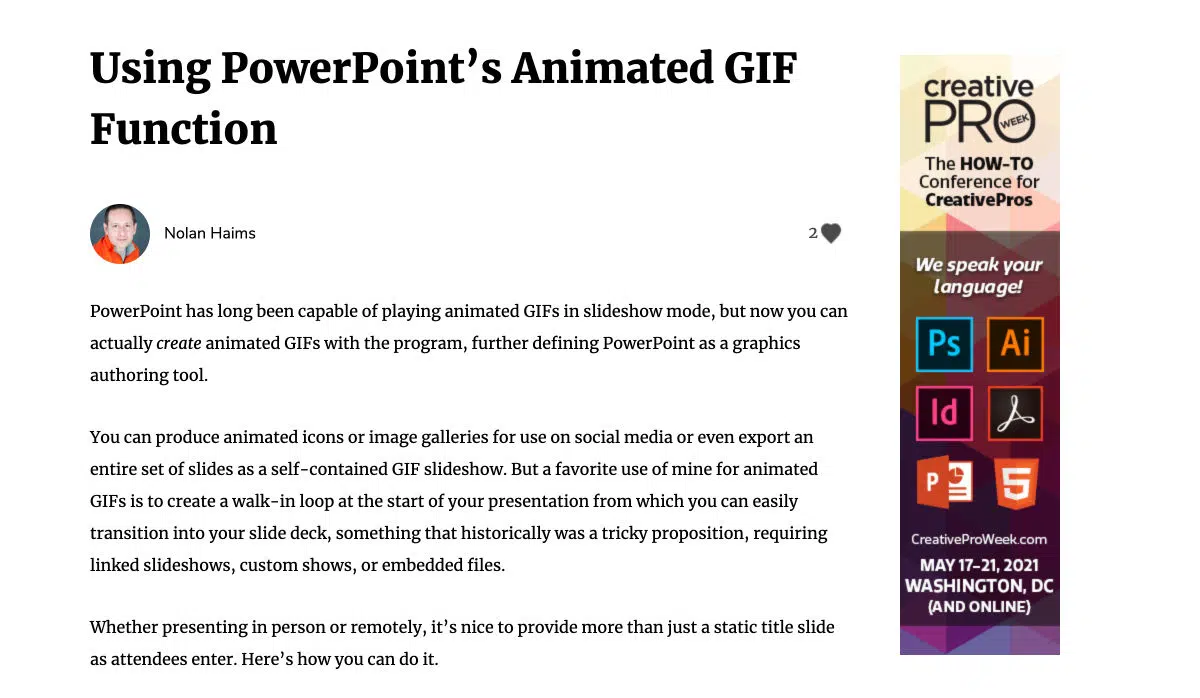 Using PowerPoint’s Animated GIF
Function
Nolan Haims
2
PowerPoint has long been capable of playing animated GIFs in slideshow mode, but now you can
actually create animated GIFs with the program, further defining PowerPoint as a graphics
authoring tool.
You can produce animated icons or image galleries for use on social media or even export an
entire set of slides as a self-contained GIF slideshow. But a favorite use of mine for animated
GIFs is to create a walk-in loop at the start of your presentation from which you can easily
transition into your slide deck, something that historically was a tricky proposition, requiring
linked slideshows, custom shows, or embedded files.
Whether presenting in person or remotely, it’s nice to provide more than just a static title slide
as attendees enter. Here’s how you can do it.
creative
PRO
WEEK
The HOW-TO
Conference for
CreativePros
We speak your
language!
Ps Ai
Id
P 5
CreativeProWeek.com
MAY 17–21, 2021
WASHINGTON, DC
(AND ONLINE)